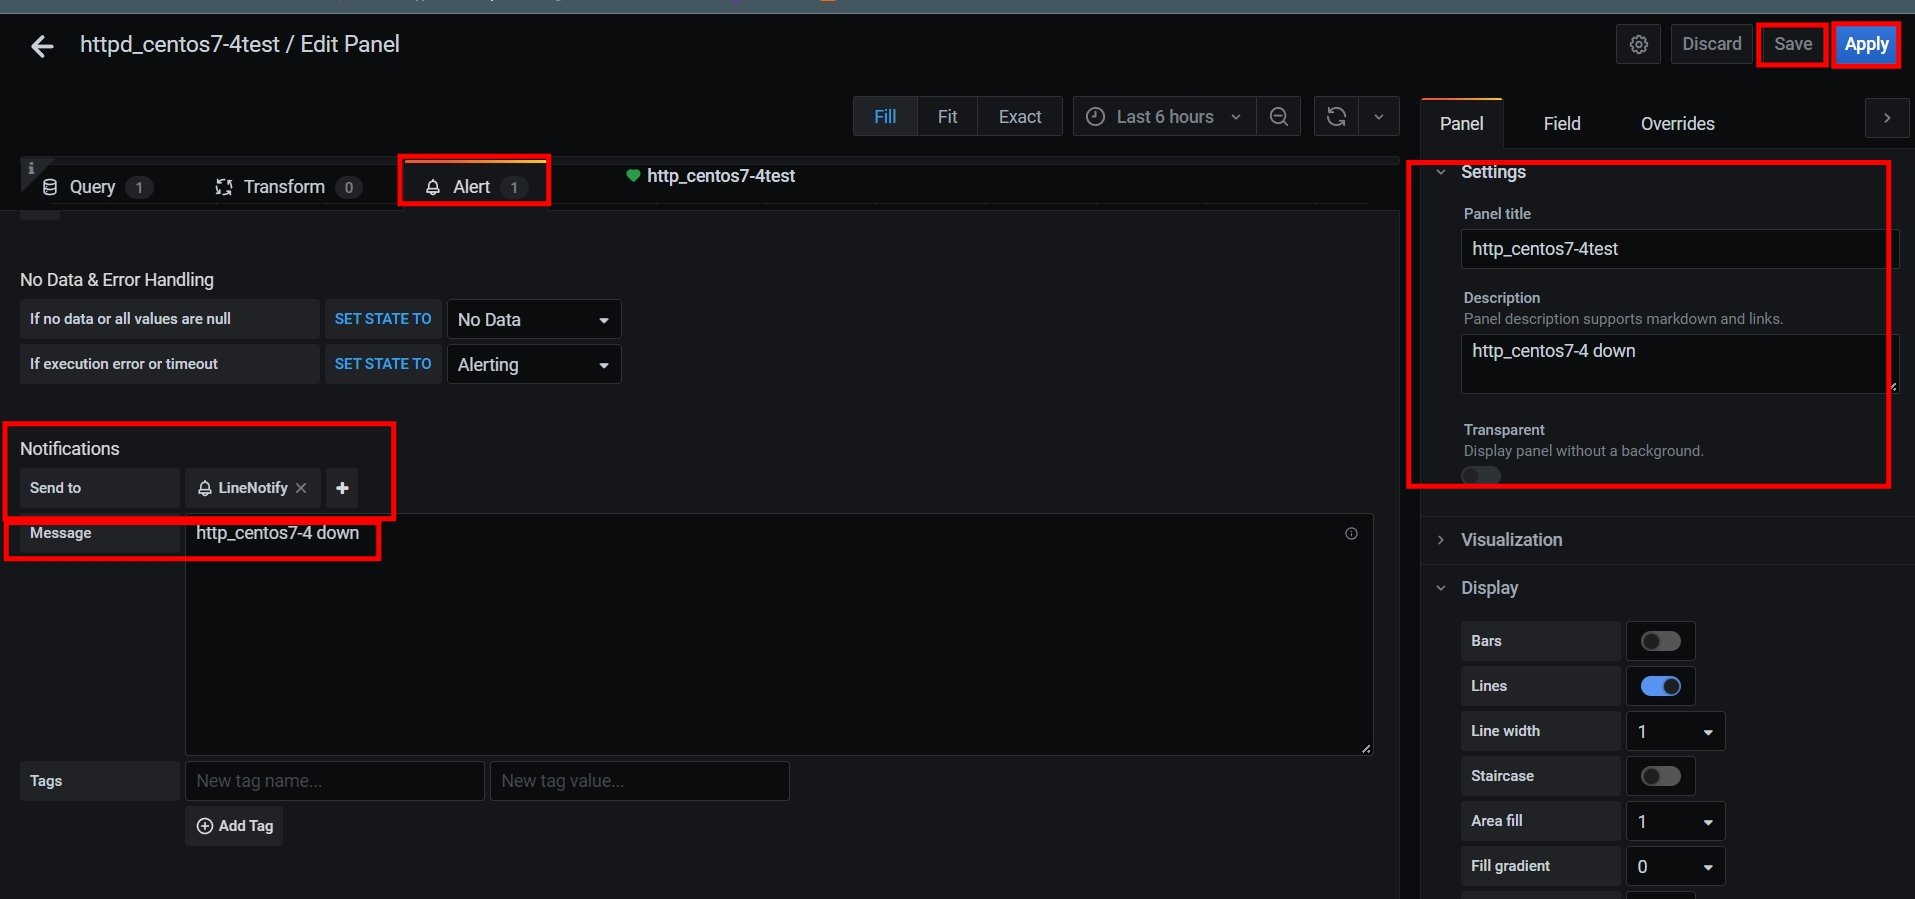 httpd_centos7-4test / Edit Panel
Discard
Save
Apply
Fill
Fit
Exact
Last 6 hours
Panel
Field
Overrides
Query 1
Transform 0
Alert 1
http_centos7-4test
Settings
Panel title
http_centos7-4test
Description
Panel description supports markdown and links.
http_centos7-4 down
Transparent
Display panel without a background.
No Data & Error Handling
If no data or all values are null SET STATE TO No Data
If execution error or timeout SET STATE TO Alerting
Notifications
Send to LineNotify
Message http_centos7-4 down
Tags New tag name... New tag value...
Add Tag
Visualization
Display
Bars
Lines
Line width 1
Staircase
Area fill 1
Fill gradient 0